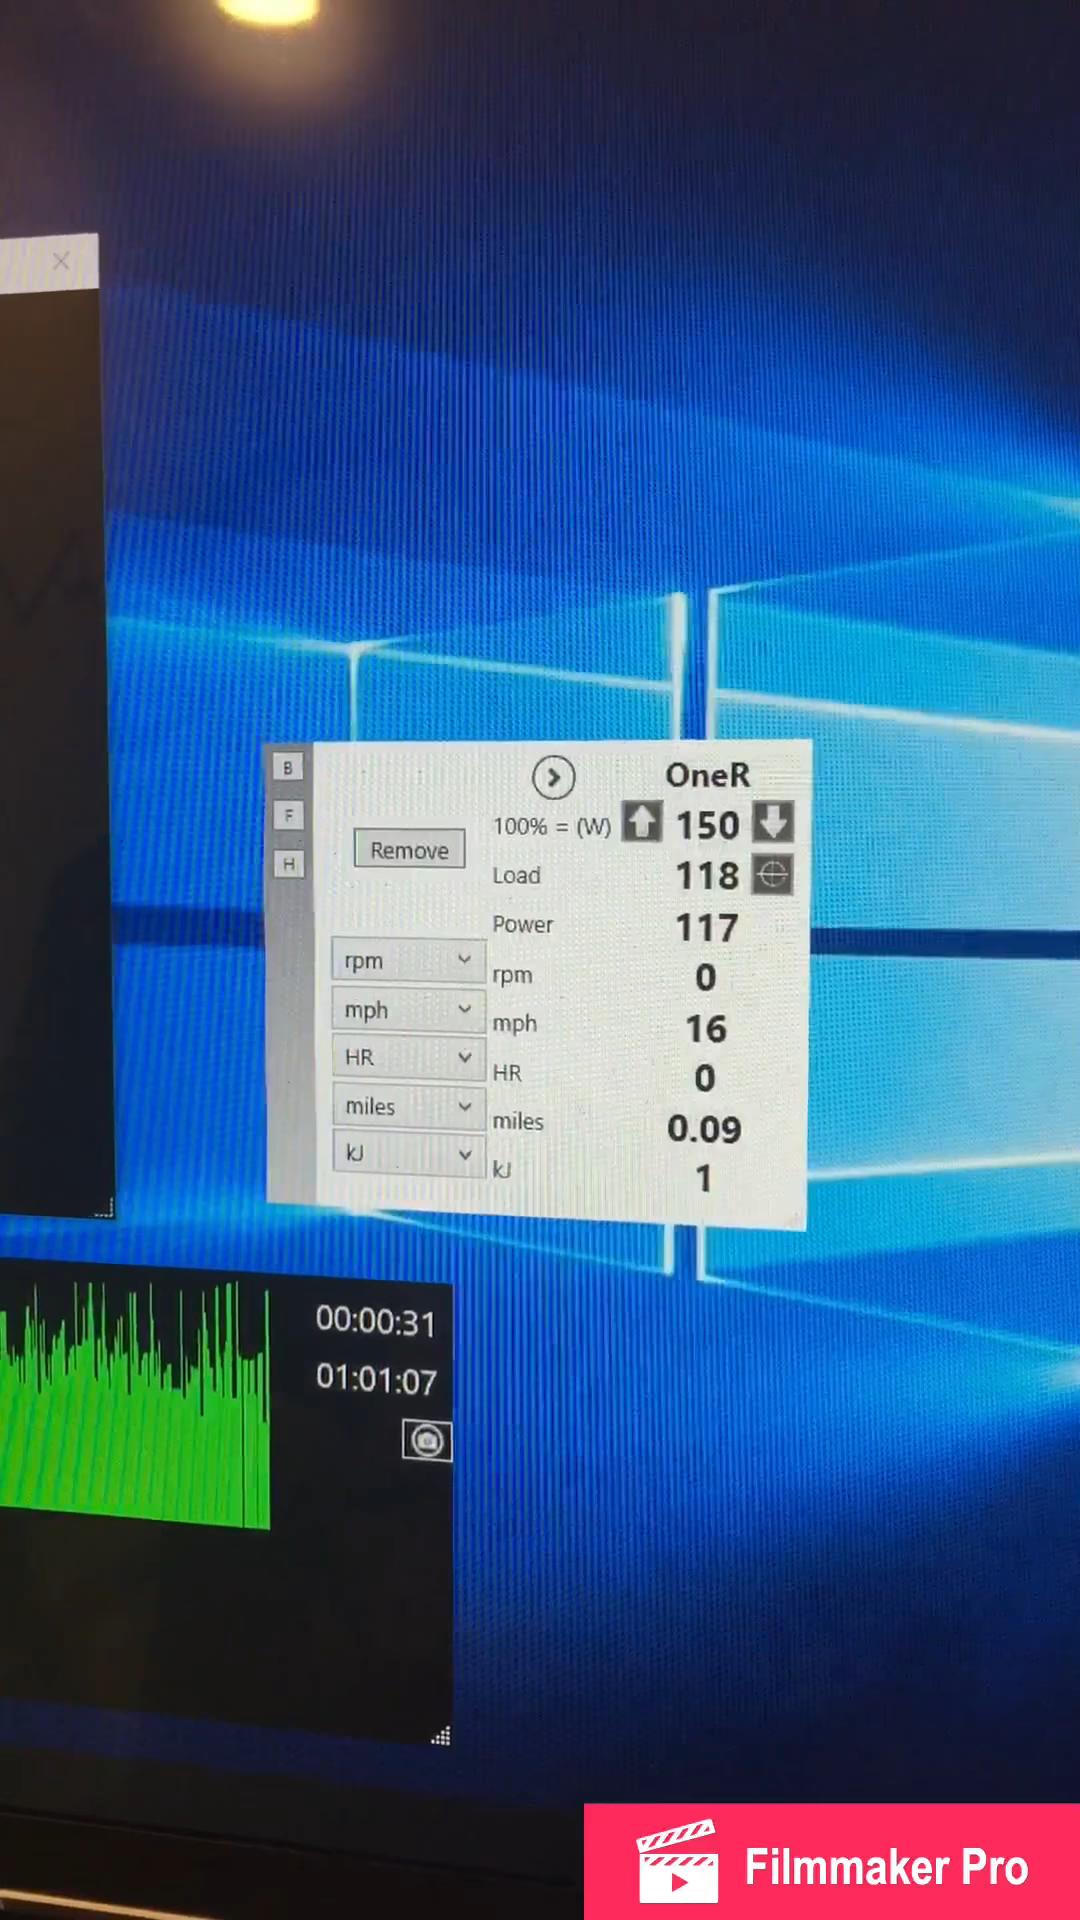 B
F
H
OneR
100% = (W) 150
Remove
Load 118
Power 117
rpm
rpm 0
mph
mph 16
HR
HR 0
miles
miles 0.09
kJ
kJ 1
00:00:31
01:01:07
Filmmaker Pro